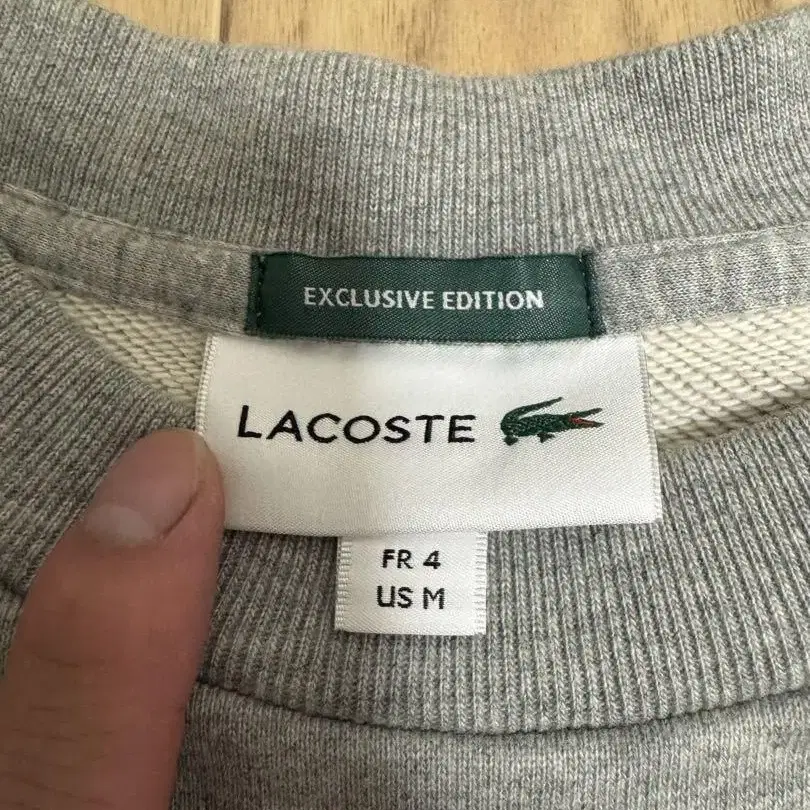 EXCLUSIVE EDITION
LACOSTE
FR 4
US M